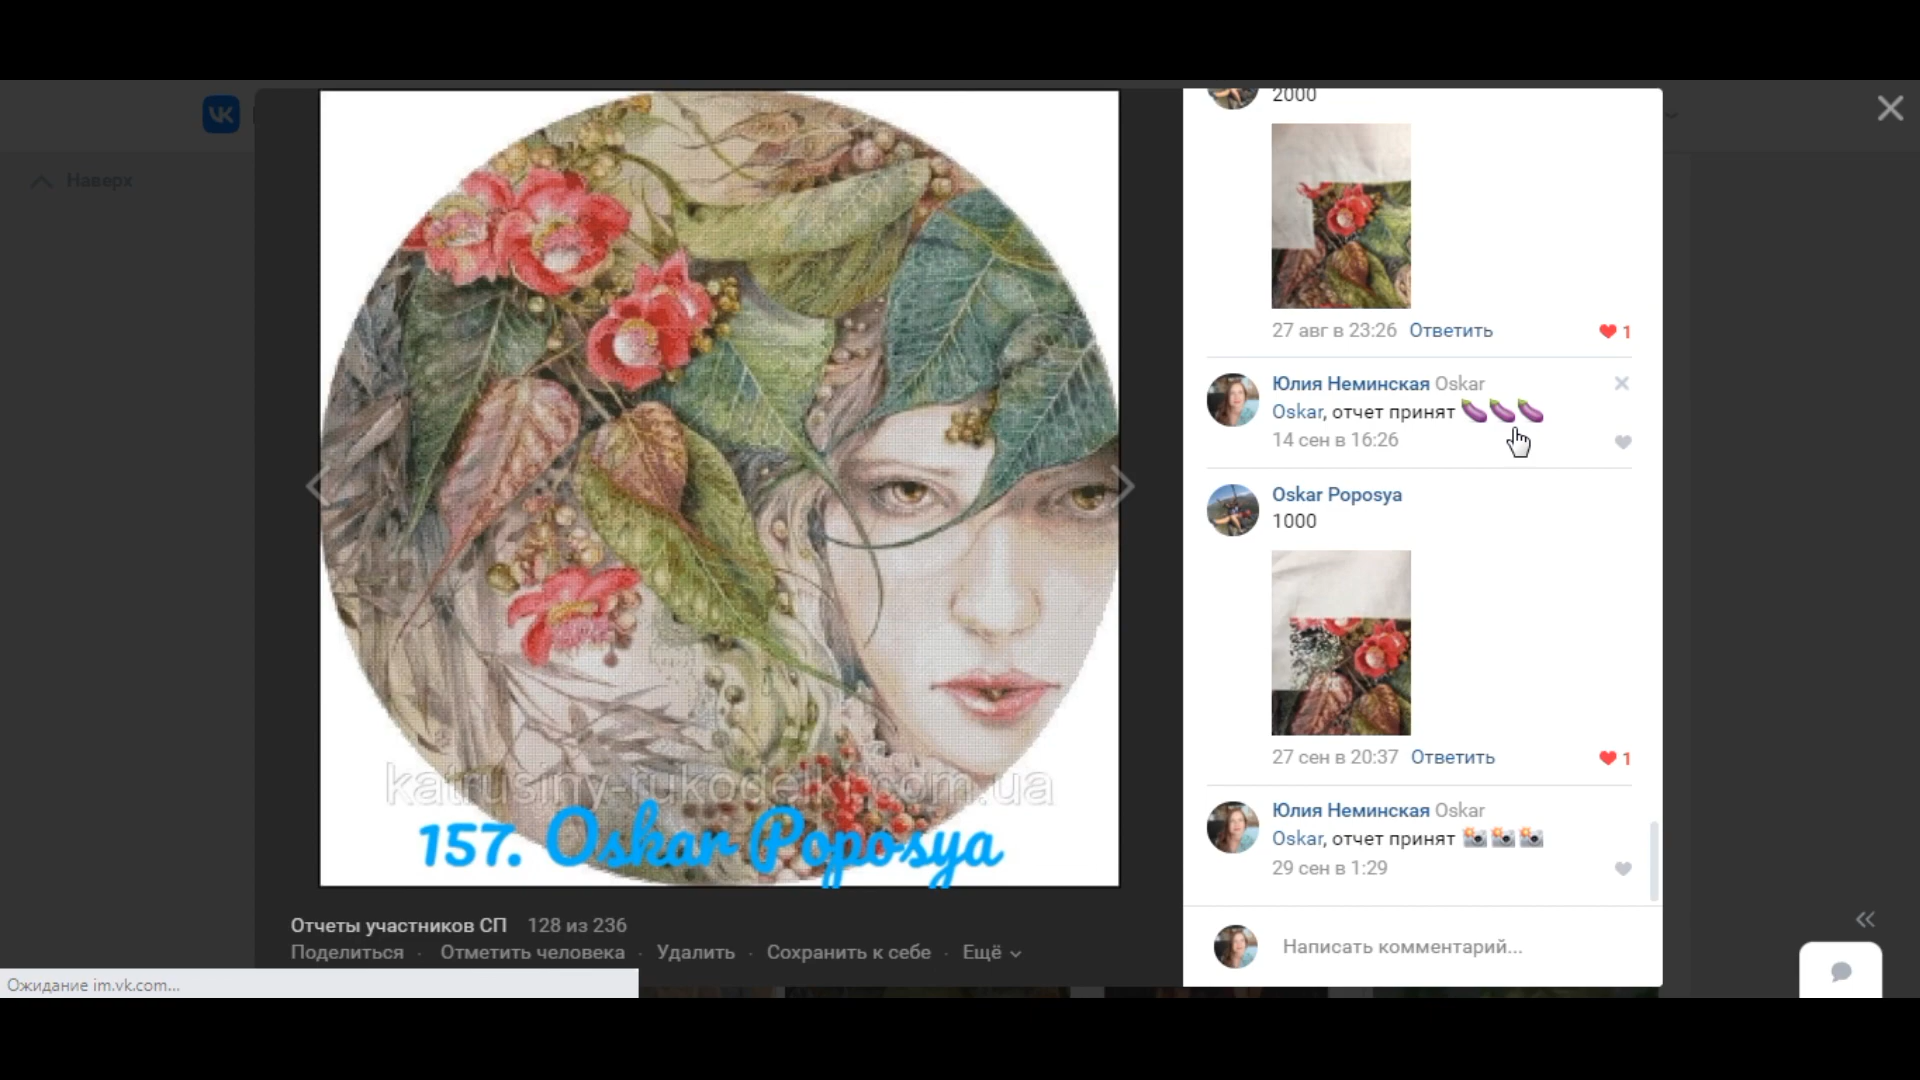 Наверх
katrusiny-rukodelki.com.ua
157. Oskar Poposya
Отчеты участников СП 128 из 236
Поделиться · Отметить человека · Удалить · Сохранить к себе · Ещё
Ожидание im.vk.com...
2000
27 авг в 23:26 Ответить 1
Юлия Неминская Oskar
Oskar, отчет принят 🍆🍆🍆
14 сен в 16:26
Oskar Poposya
1000
27 сен в 20:37 Ответить 1
Юлия Неминская Oskar
Oskar, отчет принят 📸📸📸
29 сен в 1:29
Написать комментарий...